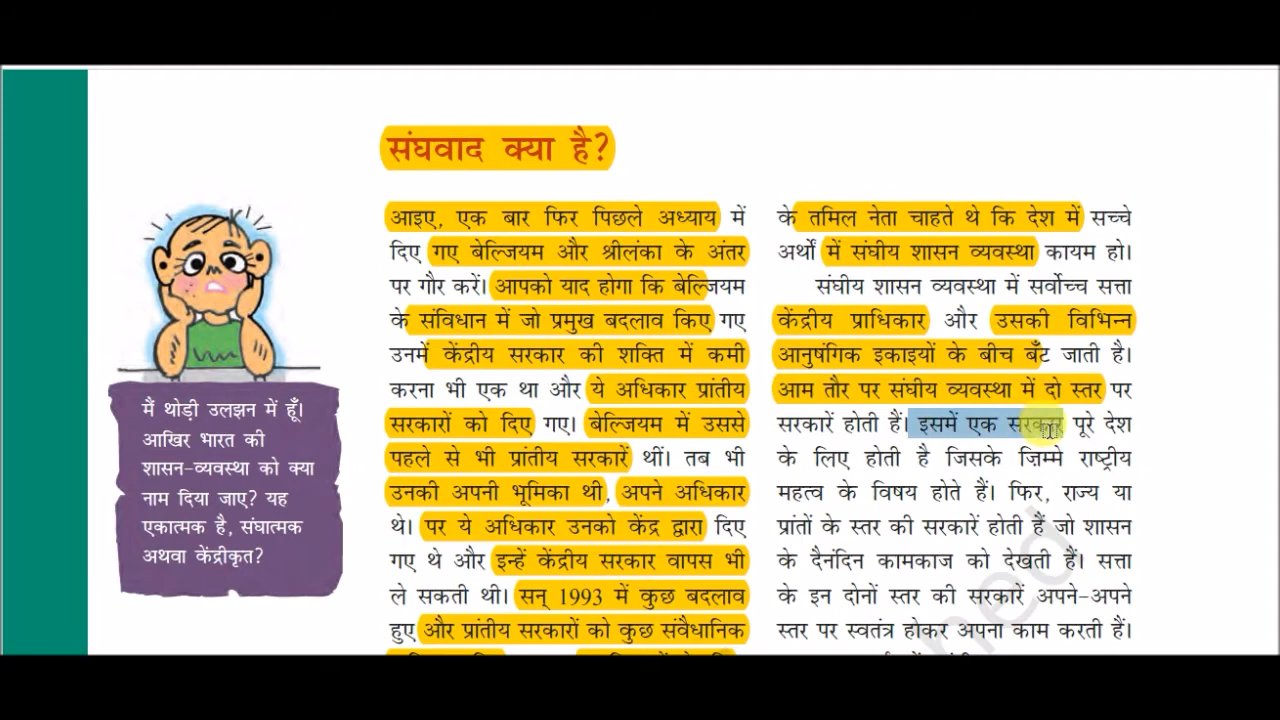 संघवाद क्या है?
मैं थोड़ी उलझन में हूँ।
आखिर भारत की
शासन-व्यवस्था को क्या
नाम दिया जाए? यह
एकात्मक है, संघात्मक
अथवा केंद्रीकृत?
आइए, एक बार फिर पिछले अध्याय में
दिए गए बेल्जियम और श्रीलंका के अंतर
पर गौर करें। आपको याद होगा कि बेल्जियम
के संविधान में जो प्रमुख बदलाव किए गए
उनमें केंद्रीय सरकार की शक्ति में कमी
करना भी एक था और ये अधिकार प्रांतीय
सरकारों को दिए गए। बेल्जियम में उससे
पहले से भी प्रांतीय सरकारें थीं। तब भी
उनकी अपनी भूमिका थी, अपने अधिकार
थे। पर ये अधिकार उनको केंद्र द्वारा दिए
गए थे और इन्हें केंद्रीय सरकार वापस भी
ले सकती थी। सन् 1993 में कुछ बदलाव
हुए और प्रांतीय सरकारों को कुछ संवैधानिक
के तमिल नेता चाहते थे कि देश में सच्चे
अर्थों में संघीय शासन व्यवस्था कायम हो।
संघीय शासन व्यवस्था में सर्वोच्च सत्ता
केंद्रीय प्राधिकार और उसकी विभिन्न
आनुषंगिक इकाइयों के बीच बँट जाती है।
आम तौर पर संघीय व्यवस्था में दो स्तर पर
सरकारें होती हैं। इसमें एक सरकार पूरे देश
के लिए होती है जिसके ज़िम्मे राष्ट्रीय
महत्व के विषय होते हैं। फिर, राज्य या
प्रांतों के स्तर की सरकारें होती हैं जो शासन
के दैनंदिन कामकाज को देखती हैं। सत्ता
के इन दोनों स्तर की सरकारें अपने-अपने
स्तर पर स्वतंत्र होकर अपना काम करती हैं।